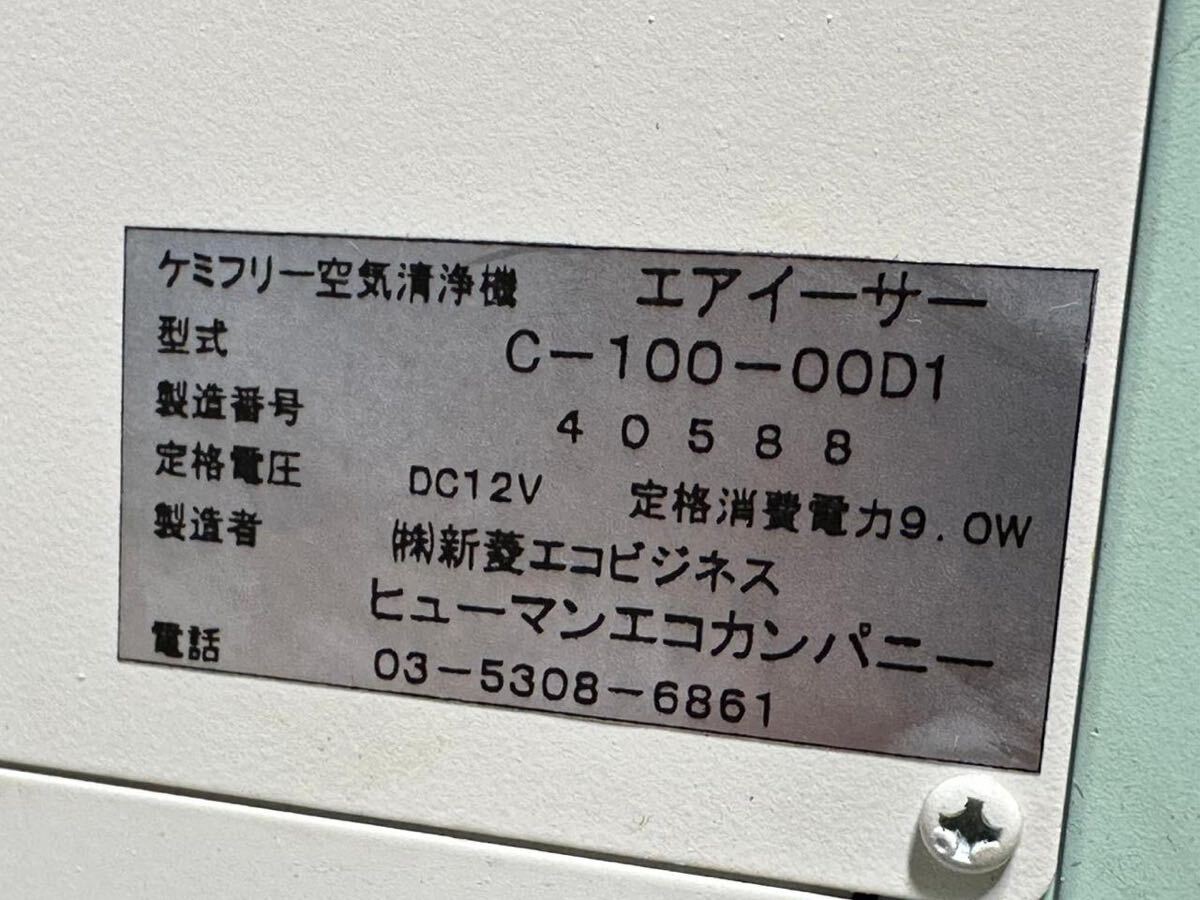 ケミフリー空気清浄機 エアイーサー
型式 C-100-00D1
製造番号 40588
定格電圧 DC12V 定格消費電力9.0W
製造者 ㈱新菱エコビジネス
ヒューマンエコカンパニー
電話 03-5308-6861